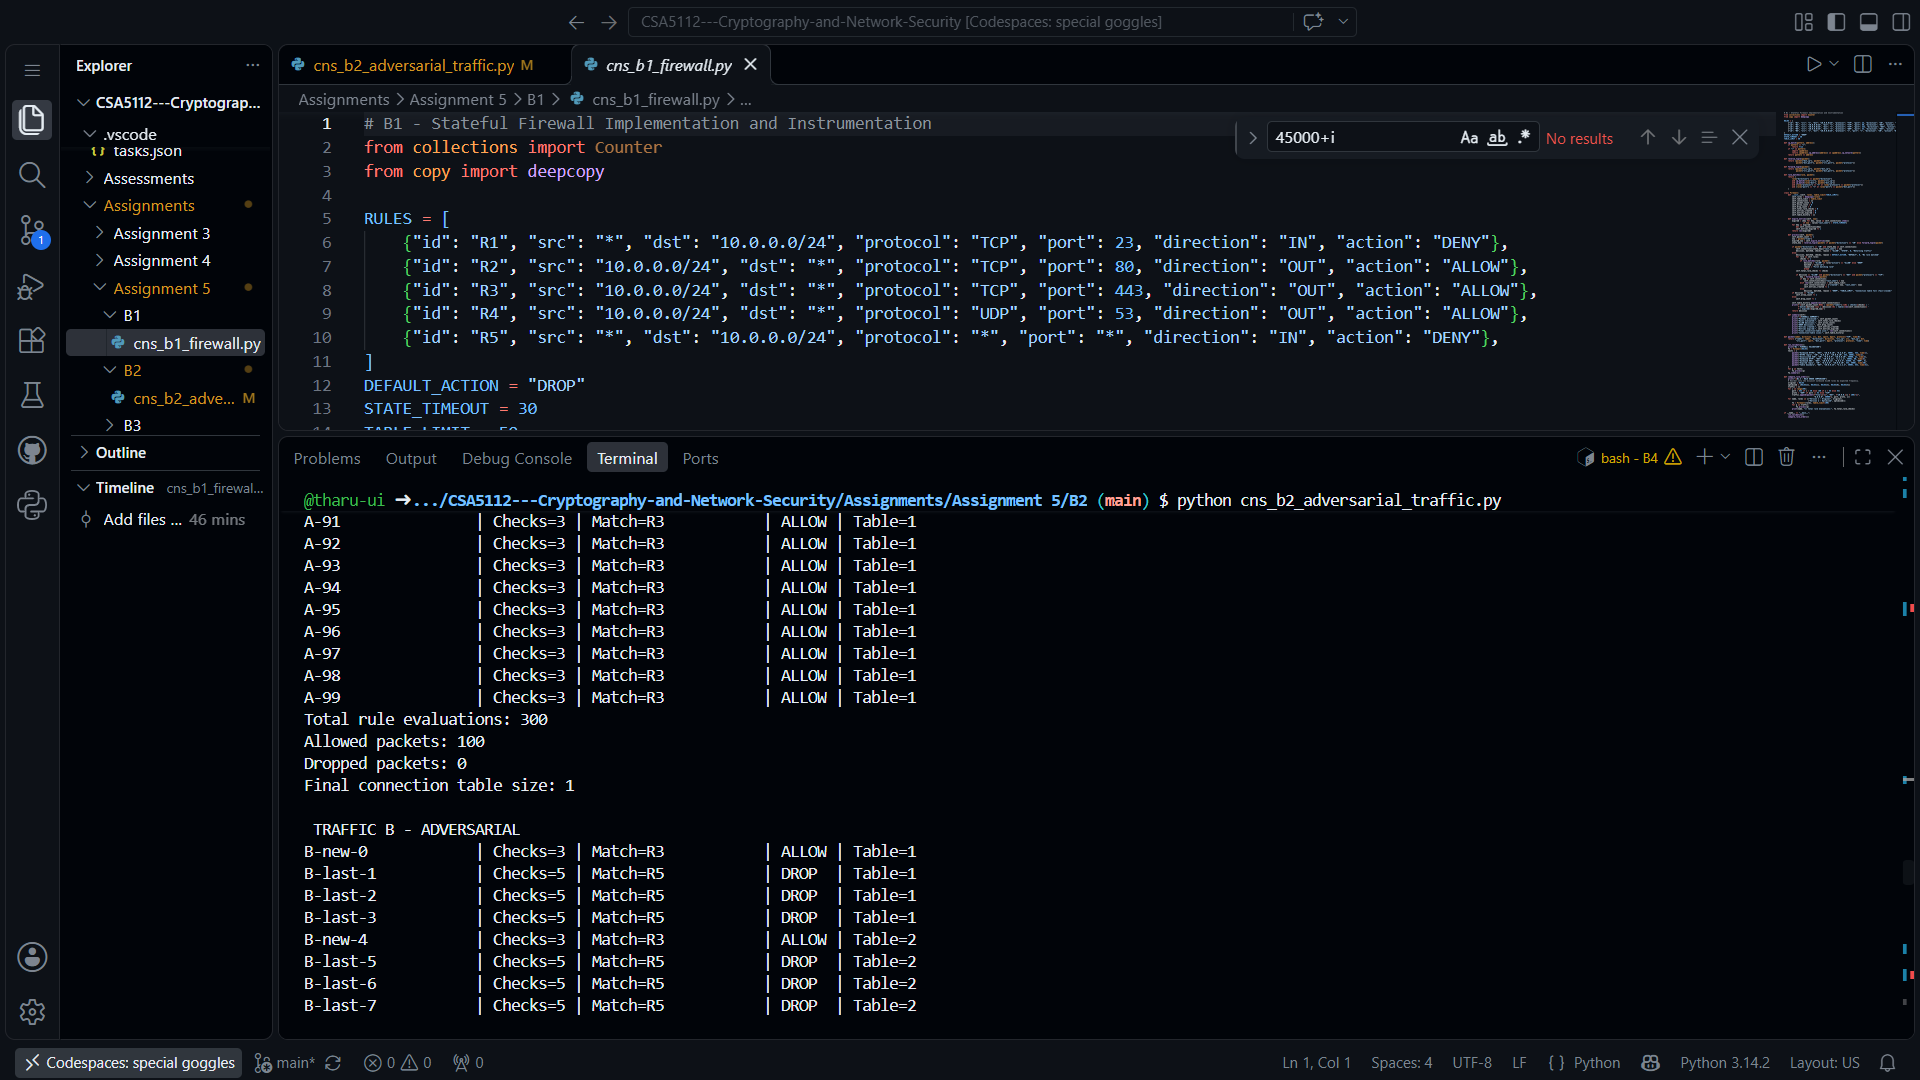 CSA5112---Cryptography-and-Network-Security [Codespaces: special goggles]
Explorer
CSA5112---Cryptograp...
.vscode
tasks.json
Assessments
Assignments
Assignment 3
Assignment 4
Assignment 5
B1
cns_b1_firewall.py
B2
cns_b2_adve... M
B3
Outline
Timeline cns_b1_firewal...
Add files ... 46 mins
1
cns_b2_adversarial_traffic.py M
cns_b1_firewall.py
Assignments > Assignment 5 > B1 > cns_b1_firewall.py > ...
45000+i Aa ab .* No results
1 # B1 - Stateful Firewall Implementation and Instrumentation
2 from collections import Counter
3 from copy import deepcopy
4
5 RULES = [
6 {"id": "R1", "src": "*", "dst": "10.0.0.0/24", "protocol": "TCP", "port": 23, "direction": "IN", "action": "DENY"},
7 {"id": "R2", "src": "10.0.0.0/24", "dst": "*", "protocol": "TCP", "port": 80, "direction": "OUT", "action": "ALLOW"},
8 {"id": "R3", "src": "10.0.0.0/24", "dst": "*", "protocol": "TCP", "port": 443, "direction": "OUT", "action": "ALLOW"},
9 {"id": "R4", "src": "10.0.0.0/24", "dst": "*", "protocol": "UDP", "port": 53, "direction": "OUT", "action": "ALLOW"},
10 {"id": "R5", "src": "*", "dst": "10.0.0.0/24", "protocol": "*", "port": "*", "direction": "IN", "action": "DENY"},
11 ]
12 DEFAULT_ACTION = "DROP"
13 STATE_TIMEOUT = 30
Problems Output Debug Console Terminal Ports
bash - B4
@tharu-ui ➜.../CSA5112---Cryptography-and-Network-Security/Assignments/Assignment 5/B2 (main) $ python cns_b2_adversarial_traffic.py
A-91 | Checks=3 | Match=R3 | ALLOW | Table=1
A-92 | Checks=3 | Match=R3 | ALLOW | Table=1
A-93 | Checks=3 | Match=R3 | ALLOW | Table=1
A-94 | Checks=3 | Match=R3 | ALLOW | Table=1
A-95 | Checks=3 | Match=R3 | ALLOW | Table=1
A-96 | Checks=3 | Match=R3 | ALLOW | Table=1
A-97 | Checks=3 | Match=R3 | ALLOW | Table=1
A-98 | Checks=3 | Match=R3 | ALLOW | Table=1
A-99 | Checks=3 | Match=R3 | ALLOW | Table=1
Total rule evaluations: 300
Allowed packets: 100
Dropped packets: 0
Final connection table size: 1
TRAFFIC B - ADVERSARIAL
B-new-0 | Checks=3 | Match=R3 | ALLOW | Table=1
B-last-1 | Checks=5 | Match=R5 | DROP | Table=1
B-last-2 | Checks=5 | Match=R5 | DROP | Table=1
B-last-3 | Checks=5 | Match=R5 | DROP | Table=1
B-new-4 | Checks=3 | Match=R3 | ALLOW | Table=2
B-last-5 | Checks=5 | Match=R5 | DROP | Table=2
B-last-6 | Checks=5 | Match=R5 | DROP | Table=2
B-last-7 | Checks=5 | Match=R5 | DROP | Table=2
Codespaces: special goggles main* 0 0 0
Ln 1, Col 1 Spaces: 4 UTF-8 LF { } Python Python 3.14.2 Layout: US